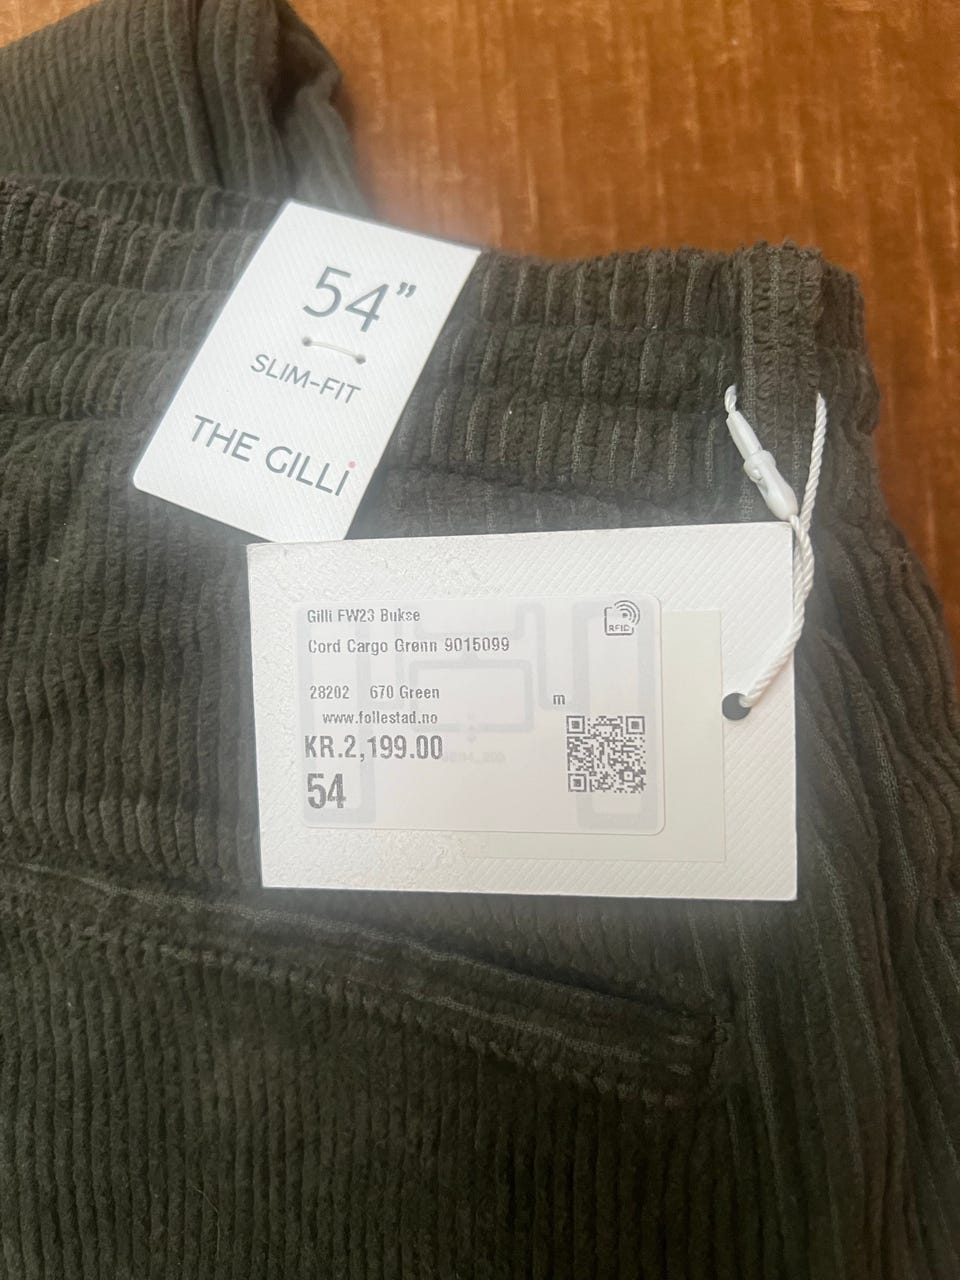 54”
SLIM-FIT
THE GILLi
Gilli FW23 Bukse
RFID
Cord Cargo Grønn 9015099
28202 670 Green
m
www.follestad.no
KR.2,199.00
54